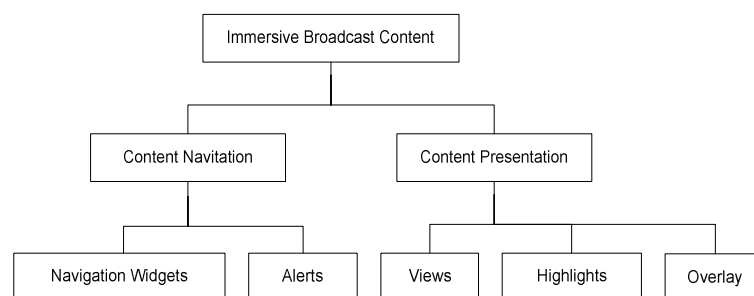 Immersive Broadcast Content
Content Navitation
Content Presentation
Navigation Widgets
Alerts
Views
Highlights
Overlay